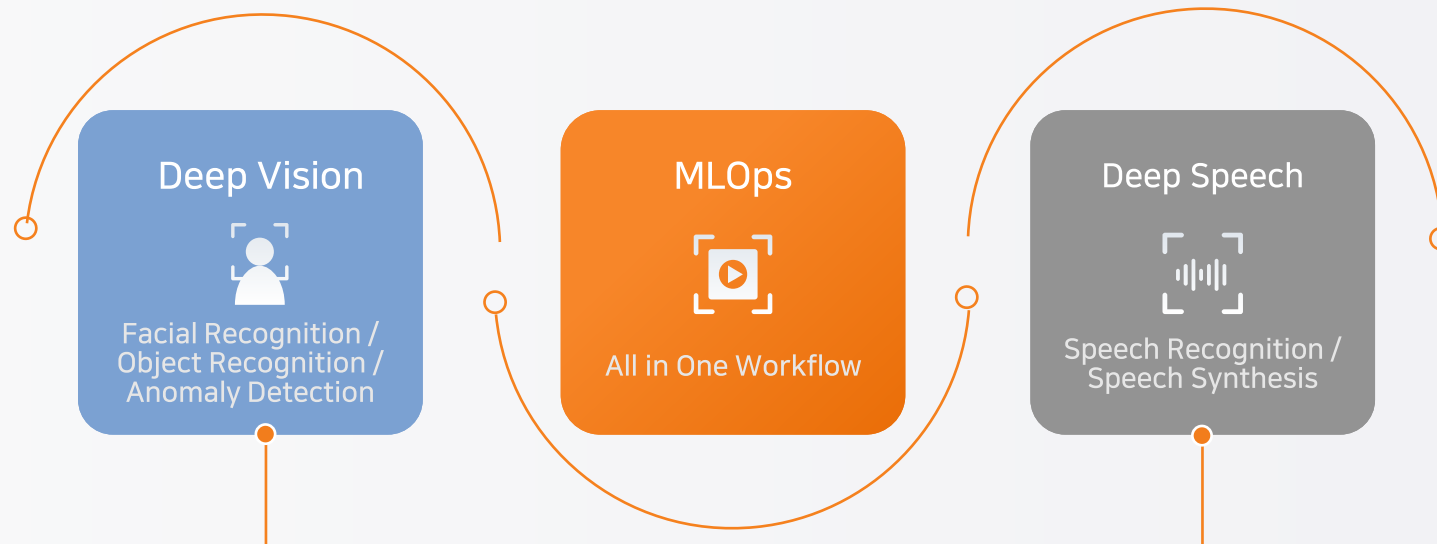 Deep Vision
Facial Recognition /
Object Recognition /
Anomaly Detection
MLOps
All in One Workflow
Deep Speech
Speech Recognition /
Speech Synthesis